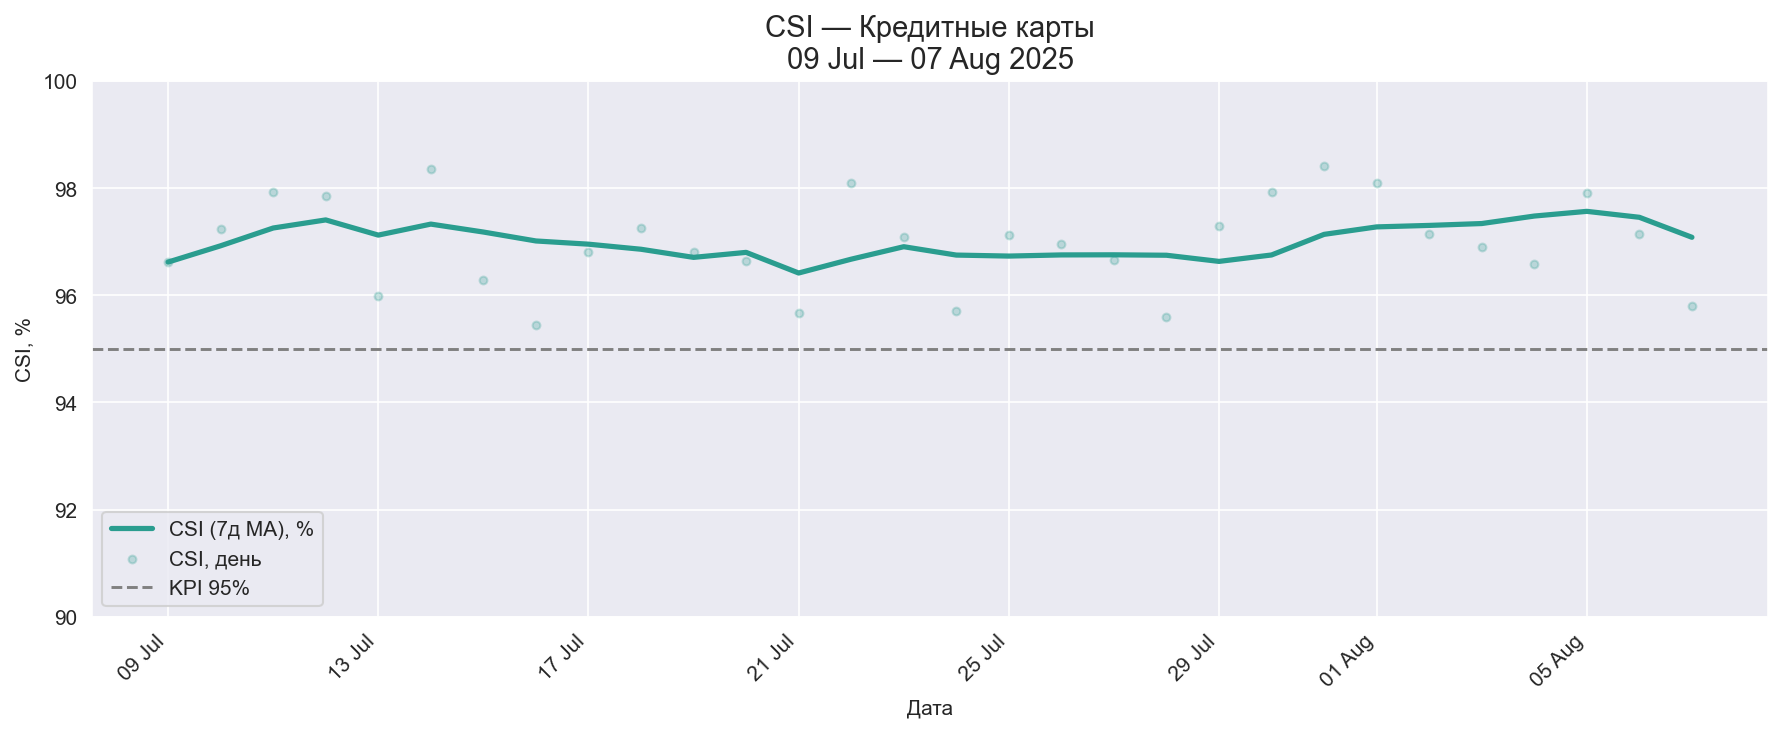 CSI — Кредитные карты
09 Jul — 07 Aug 2025
CSI, %
100
98
96
94
92
90
CSI (7д MA), %
CSI, день
KPI 95%
09 Jul
13 Jul
17 Jul
21 Jul
25 Jul
29 Jul
01 Aug
05 Aug
Дата